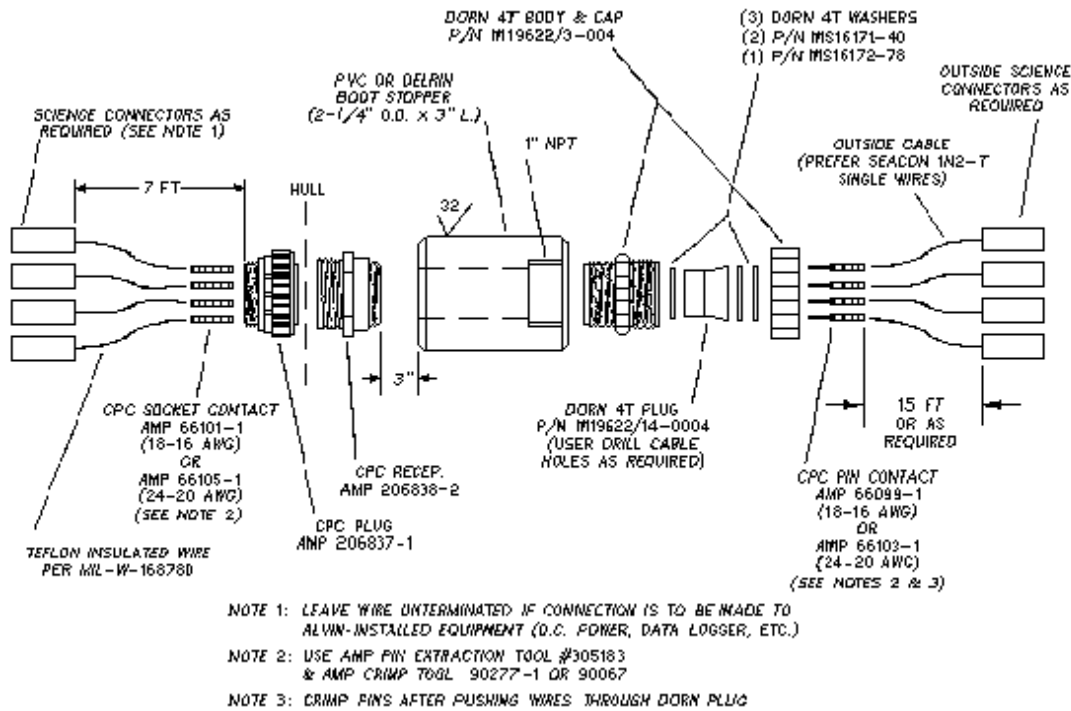 DORN 4T BODY & CAP
P/N M19622/3-004
(3) DORN 4T WASHERS
(2) P/N MS16171-40
(1) P/N MS16172-78
PVC OR DELRIN
BOOT STOPPER
(2-1/4" O.D. X 3" L.)
OUTSIDE SCIENCE
CONNECTORS AS
REQUIRED
SCIENCE CONNECTORS AS
REQUIRED (SEE NOTE 1)
1" NPT
OUTSIDE CABLE
(PREFER SEACON 1N2-T
SINGLE WIRES)
7 FT
HULL
32
3"
CPC SOCKET CONTACT
AMP 66101-1
(18-16 AWG)
OR
AMP 66105-1
(24-20 AWG)
(SEE NOTE 2)
DORN 4T PLUG
P/N M19622/14-0004
(USER DRILL CABLE
HOLES AS REQUIRED)
15 FT
OR AS
REQUIRED
CPC RECEP.
AMP 206838-2
CPC PIN CONTACT
AMP 66099-1
(18-16 AWG)
OR
AMP 66103-1
(24-20 AWG)
(SEE NOTES 2 & 3)
CPC PLUG
AMP 206837-1
TEFLON INSULATED WIRE
PER MIL-W-16878D
NOTE 1: LEAVE WIRE UNTERMINATED IF CONNECTION IS TO BE MADE TO
ALVIN-INSTALLED EQUIPMENT (D.C. POWER, DATA LOGGER, ETC.)
NOTE 2: USE AMP PIN EXTRACTION TOOL #305183
& AMP CRIMP TOOL 90277-1 OR 90067
NOTE 3: CRIMP PINS AFTER PUSHING WIRES THROUGH DORN PLUG